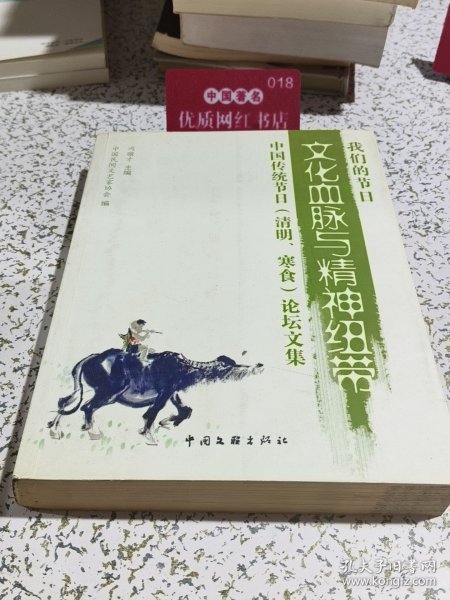 018
中国著名
优质网红书店
我们的节日
文化血脉与精神纽带
中国传统节日（清明、寒食）论坛文集
冯骥才 主编
中国民间文艺家协会 编
中国文联出版社
孔夫子旧书网
kongfz.com